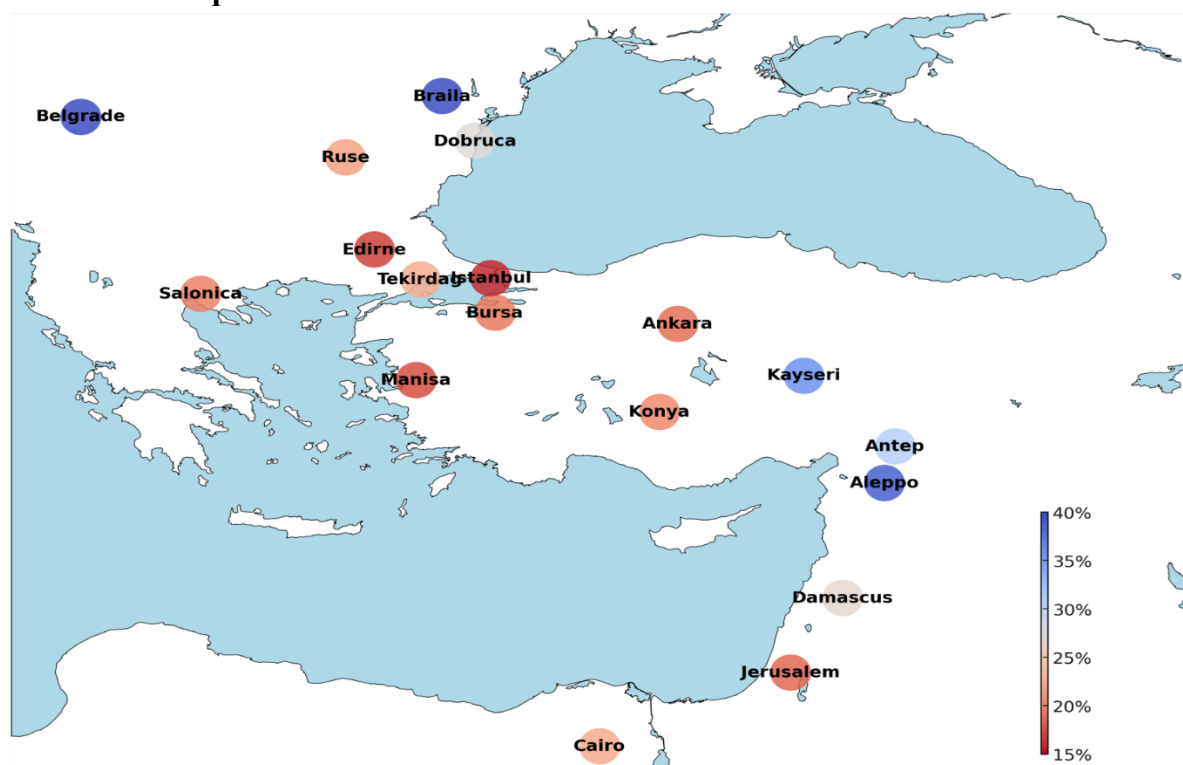 Braila
Belgrade
Dobruca
Ruse
Edirne
Tekirdag
Istanbul
Salonica
Bursa
Ankara
Manisa
Kayseri
Konya
Antep
Aleppo
40%
35%
Damascus
30%
25%
Jerusalem
20%
Cairo
15%